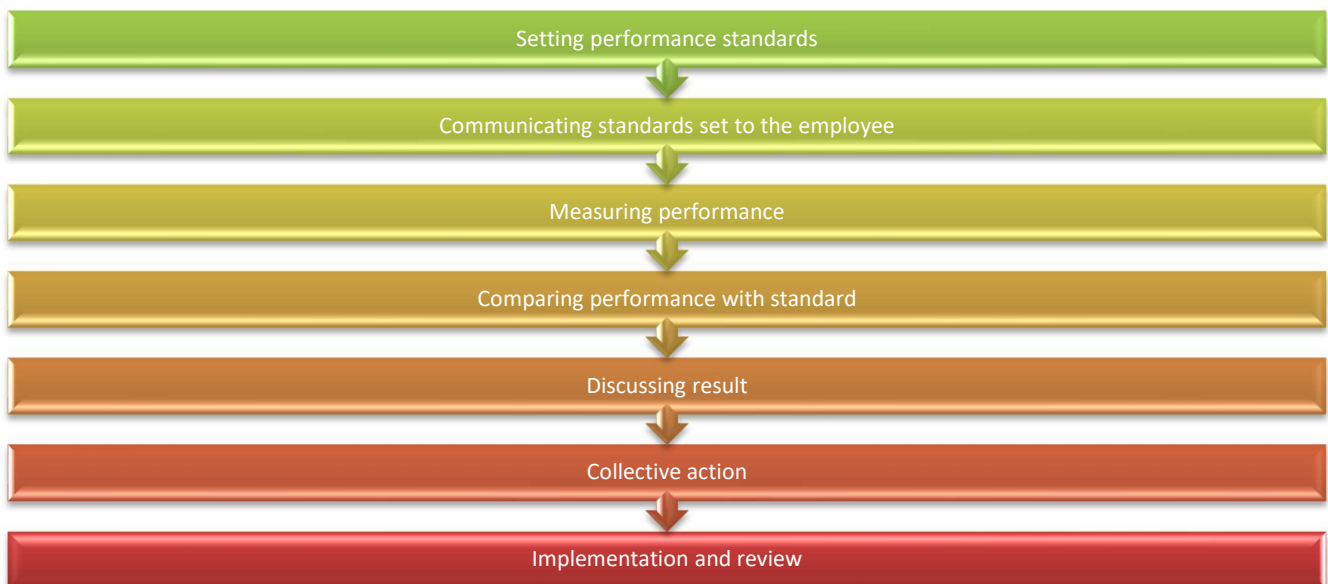 Setting performance standards
Communicating standards set to the employee
Measuring performance
Comparing performance with standard
Discussing result
Collective action
Implementation and review